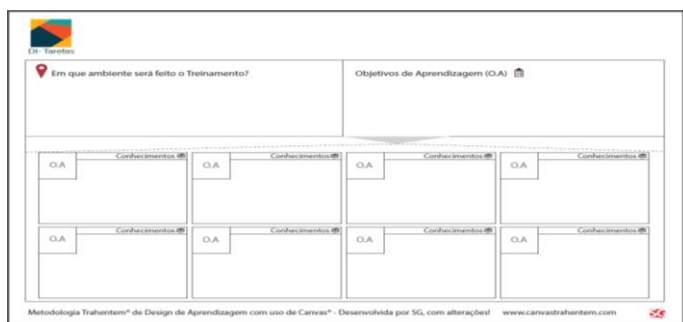 DI- Tarefas
Em que ambiente será feito o Treinamento?
Objetivos de Aprendizagem (O.A)
O.A Conhecimentos
O.A Conhecimentos
O.A Conhecimentos
O.A Conhecimentos
O.A Conhecimentos
O.A Conhecimentos
O.A Conhecimentos
O.A Conhecimentos
Metodologia Trahentem® de Design de Aprendizagem com uso de Canvas® - Desenvolvida por SG, com alterações! www.canvastrahentem.com SG